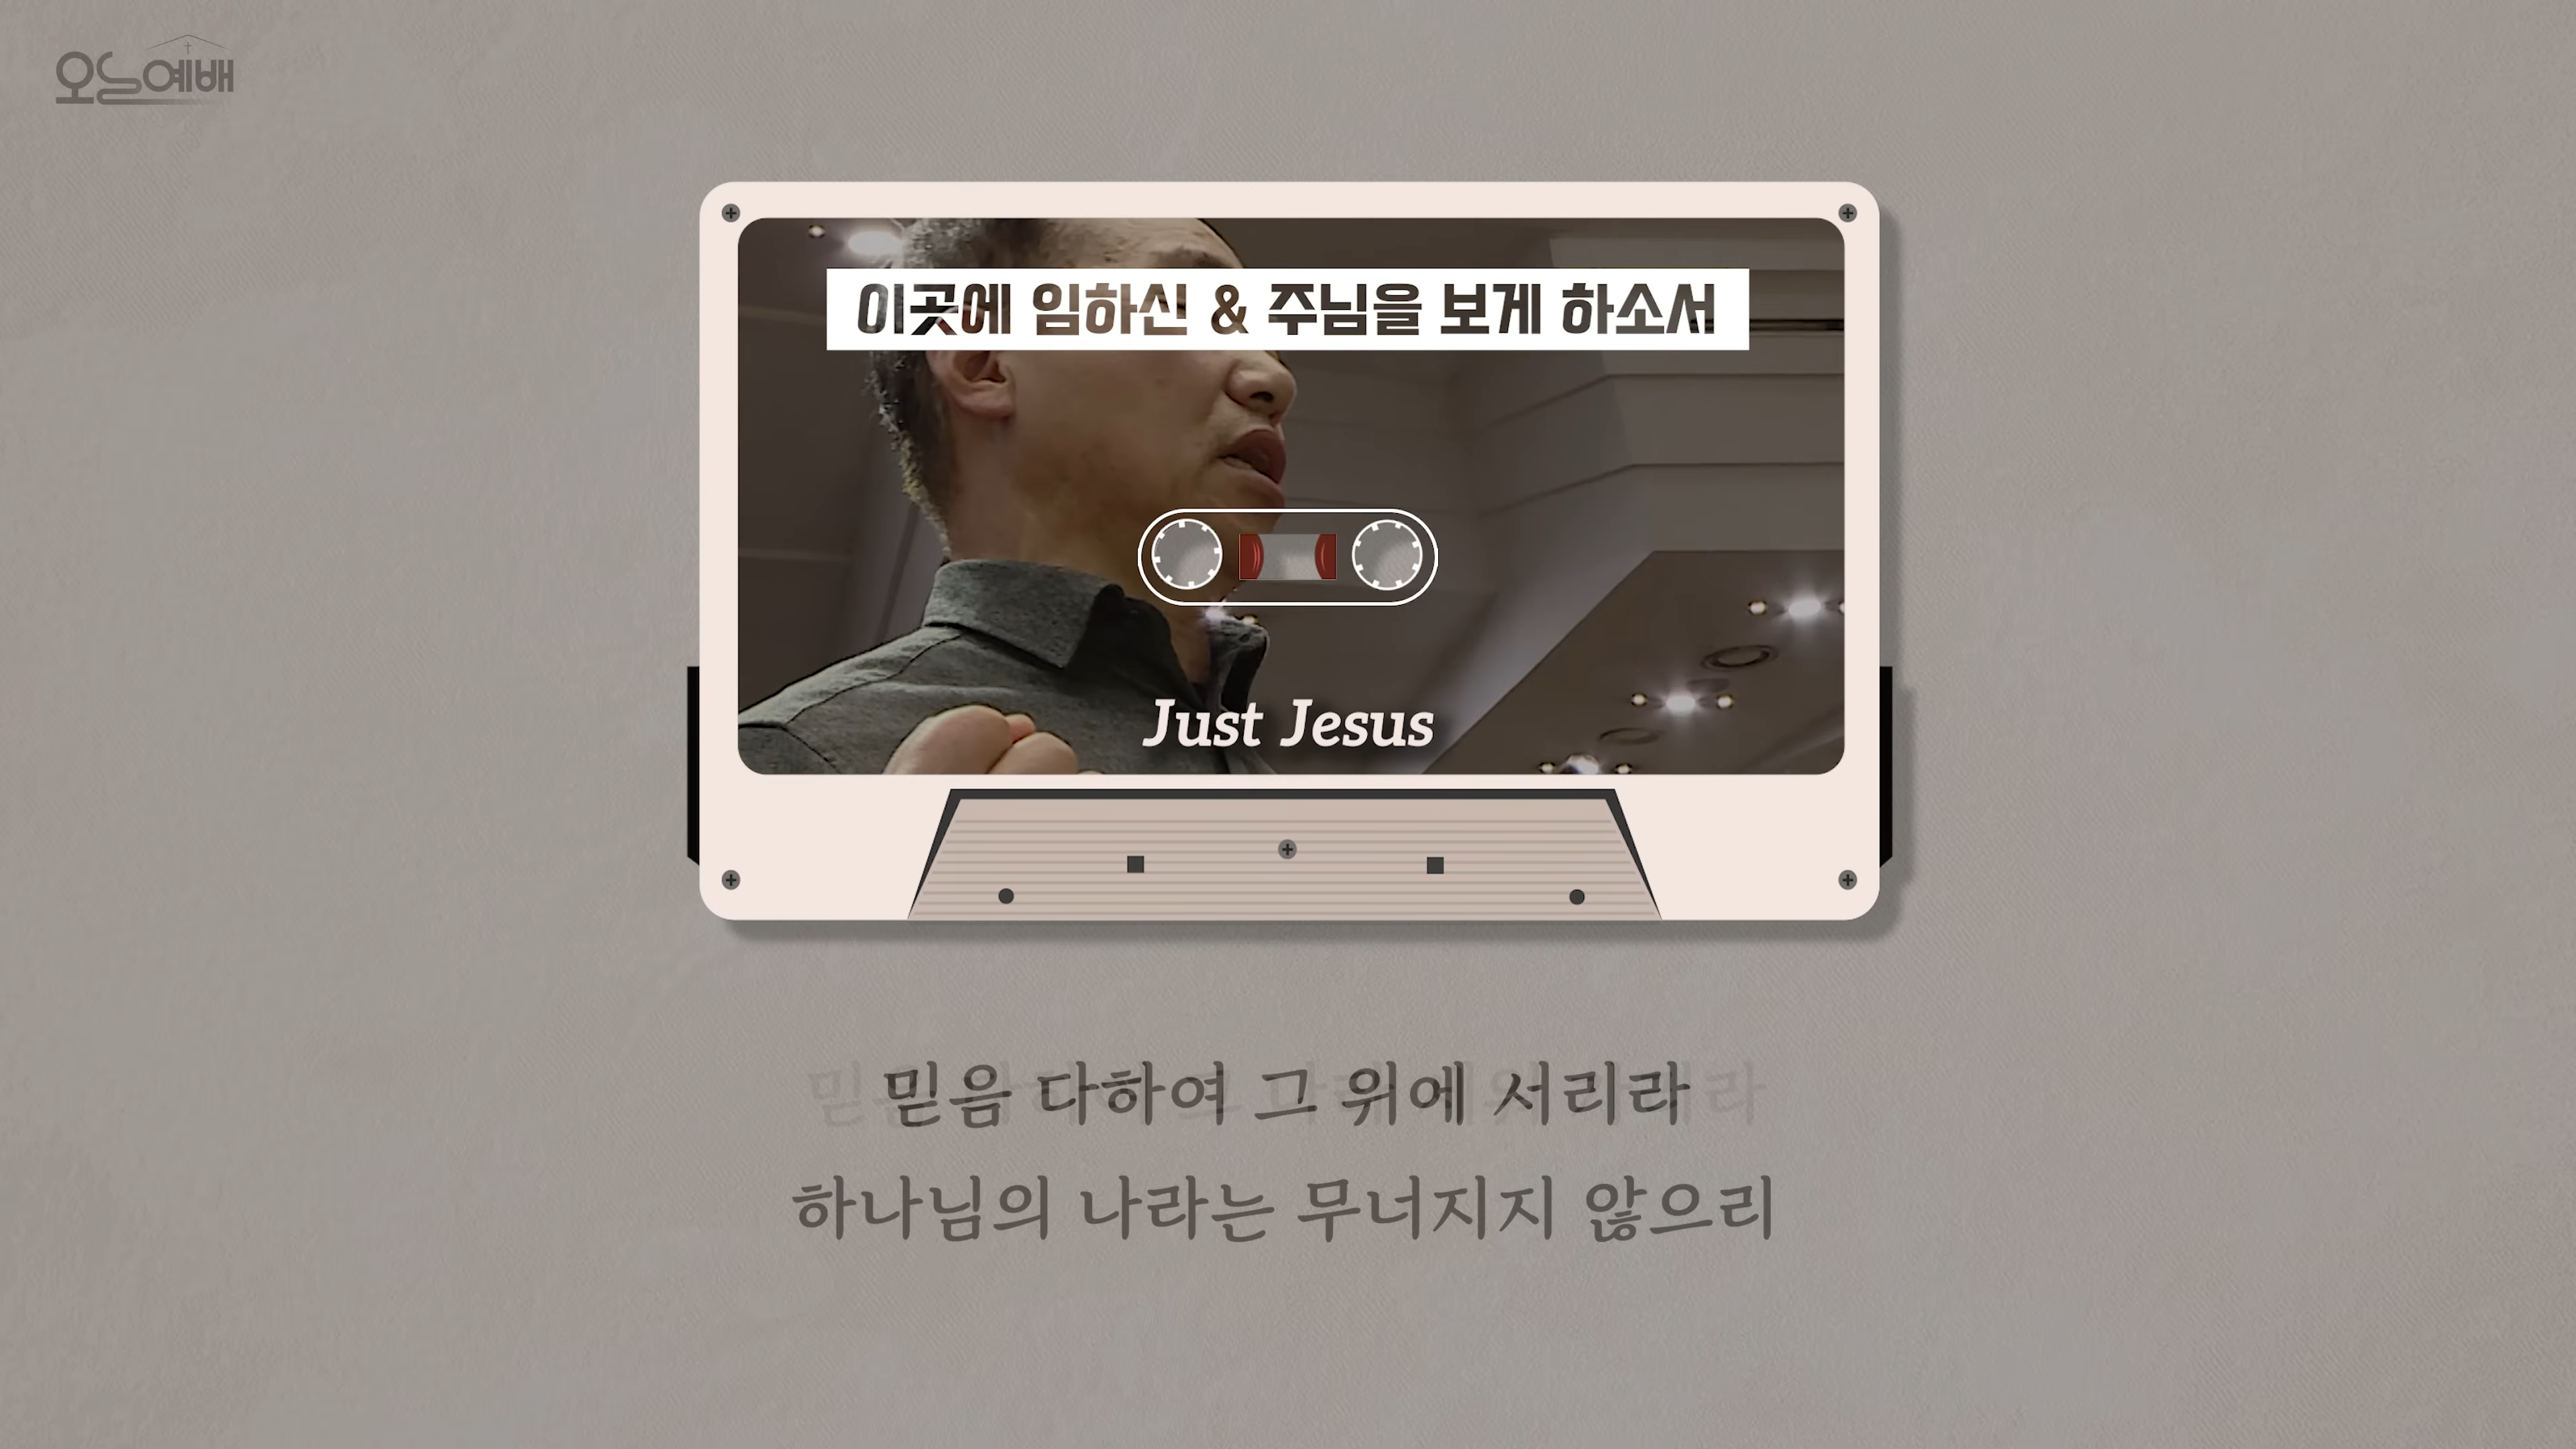 오늘예배
이곳에 임하신 & 주님을 보게 하소서
Just Jesus
믿음 다하여 그 위에 서리라
하나님의 나라는 무너지지 않으리